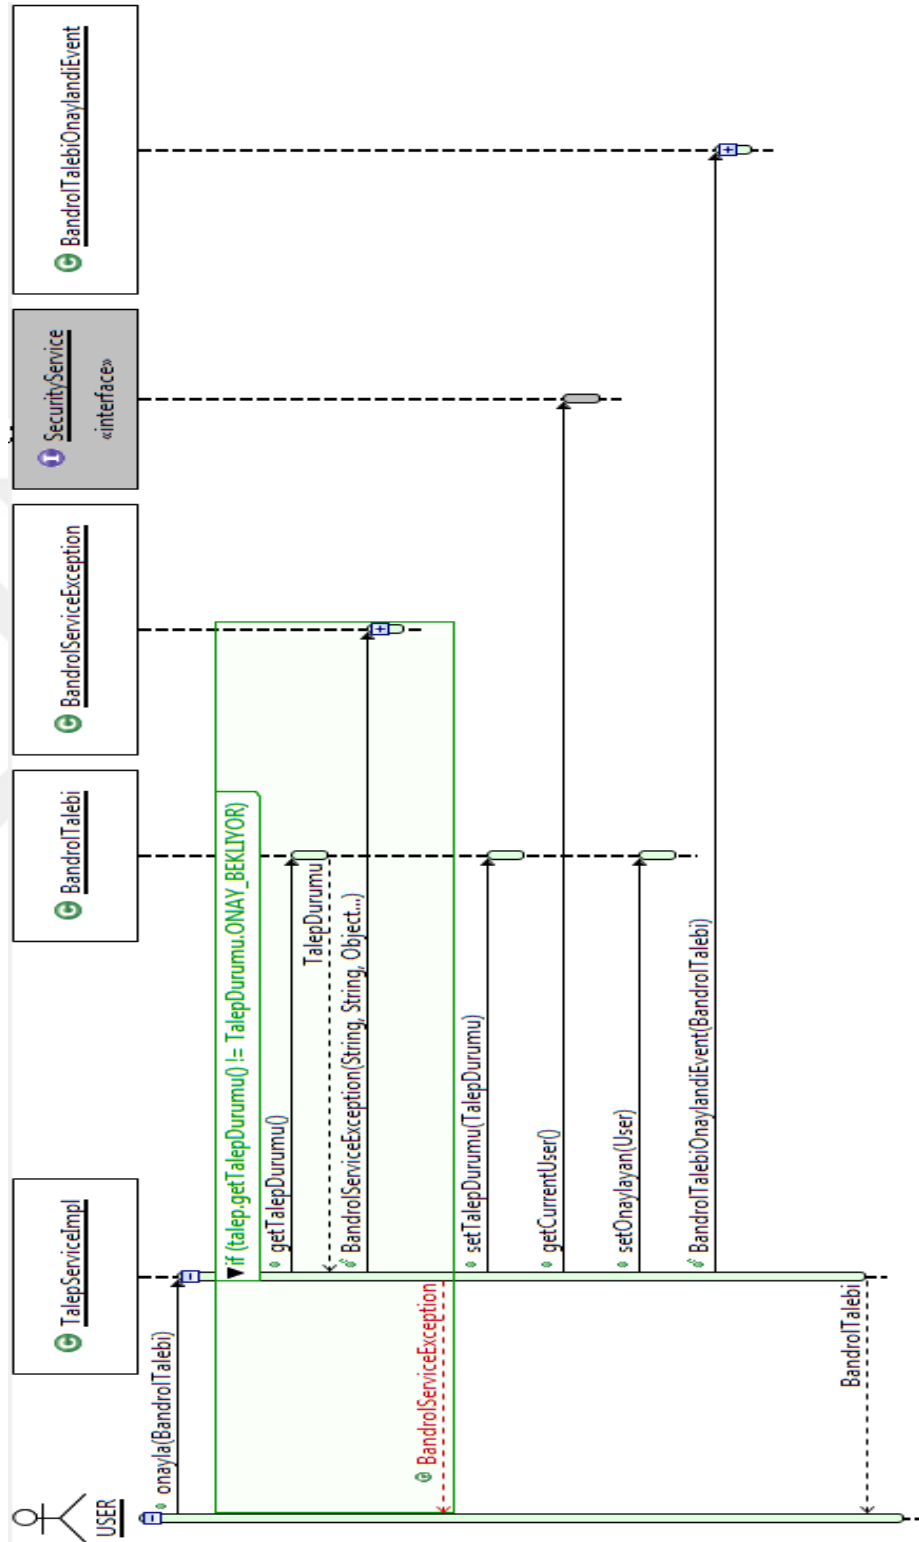 USER
TalepServiceImpl
BandrolTalebi
BandrolServiceException
SecurityService
«interface»
BandrolTalebiOnaylandiEvent
onayla(BandrolTalebi)
if (talep.getTalepDurumu() != TalepDurumu.ONAY_BEKLIYOR)
getTalepDurumu()
TalepDurumu
BandrolServiceException(String, String, Object...)
BandrolServiceException
setTalepDurumu(TalepDurumu)
getCurrentUser()
setOnaylayan(User)
BandrolTalebiOnaylandiEvent(BandrolTalebi)
BandrolTalebi